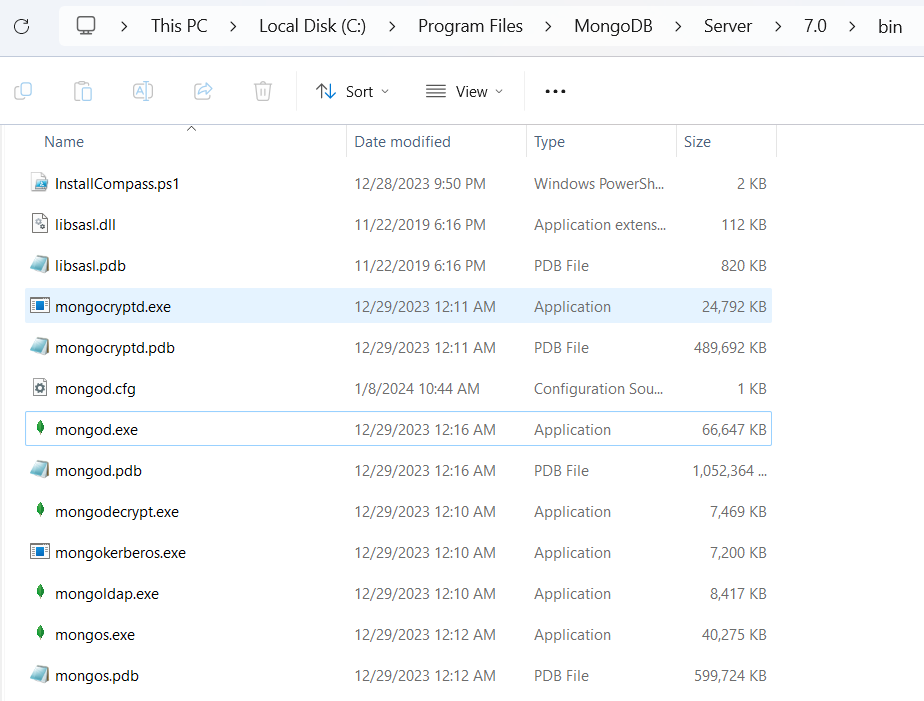 This PC > Local Disk (C:) > Program Files > MongoDB > Server > 7.0 > bin
Sort View
Name Date modified Type Size
InstallCompass.ps1 12/28/2023 9:50 PM Windows PowerSh... 2 KB
libsasl.dll 11/22/2019 6:16 PM Application extens... 112 KB
libsasl.pdb 11/22/2019 6:16 PM PDB File 820 KB
mongocryptd.exe 12/29/2023 12:11 AM Application 24,792 KB
mongocryptd.pdb 12/29/2023 12:11 AM PDB File 489,692 KB
mongod.cfg 1/8/2024 10:44 AM Configuration Sou... 1 KB
mongod.exe 12/29/2023 12:16 AM Application 66,647 KB
mongod.pdb 12/29/2023 12:16 AM PDB File 1,052,364 ...
mongodecrypt.exe 12/29/2023 12:10 AM Application 7,469 KB
mongokerberos.exe 12/29/2023 12:10 AM Application 7,200 KB
mongoldap.exe 12/29/2023 12:10 AM Application 8,417 KB
mongos.exe 12/29/2023 12:12 AM Application 40,275 KB
mongos.pdb 12/29/2023 12:12 AM PDB File 599,724 KB